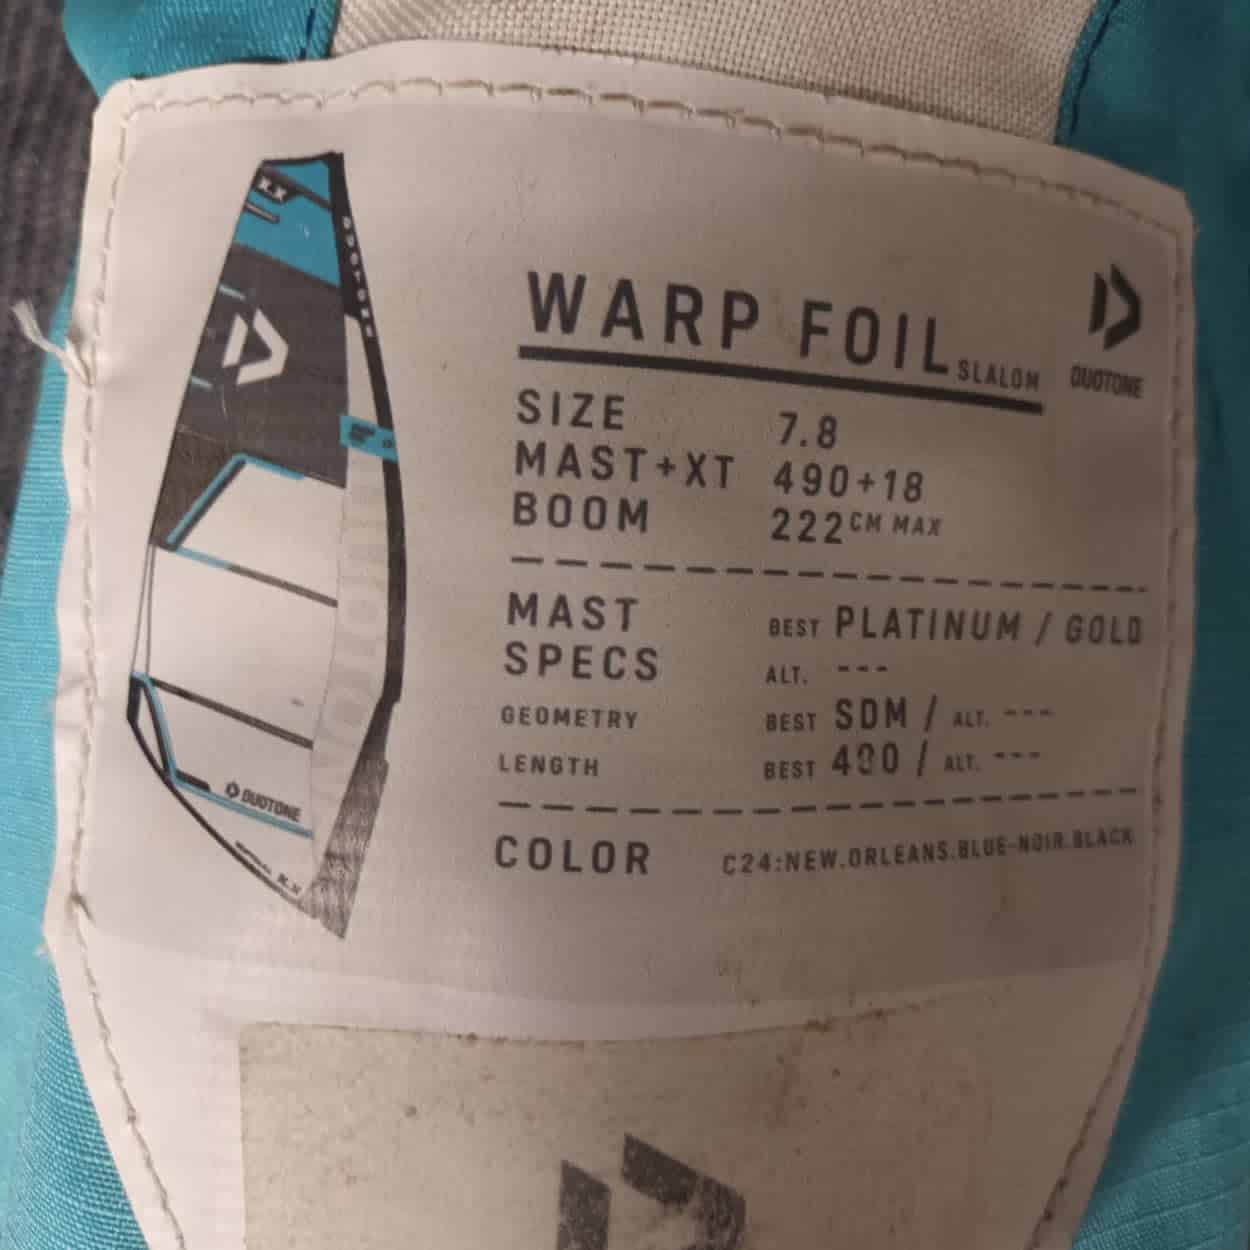 WARP FOIL SLALOM
DUOTONE
SIZE 7.8
MAST+XT 490+18
BOOM 222 CM MAX
MAST SPECS BEST PLATINUM / GOLD
ALT. ---
GEOMETRY BEST SDM / ALT. ---
LENGTH BEST 490 / ALT. ---
COLOR C24:NEW.ORLEANS.BLUE-NOIR.BLACK
X.X
DUOTONE
DUOTONE
X.X